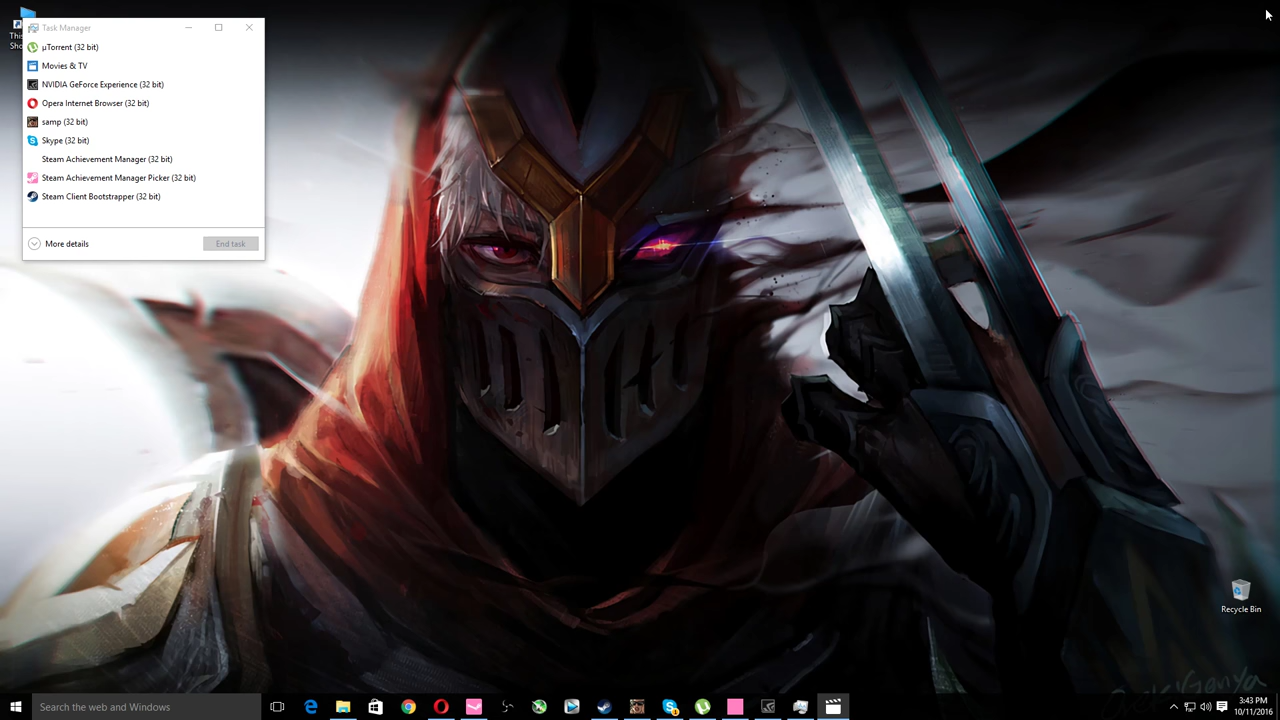 This
Sho
Task Manager
µTorrent (32 bit)
Movies & TV
NVIDIA GeForce Experience (32 bit)
Opera Internet Browser (32 bit)
samp (32 bit)
Skype (32 bit)
Steam Achievement Manager (32 bit)
Steam Achievement Manager Picker (32 bit)
Steam Client Bootstrapper (32 bit)
More details
End task
Recycle Bin
Search the web and Windows
3:43 PM
10/11/2016